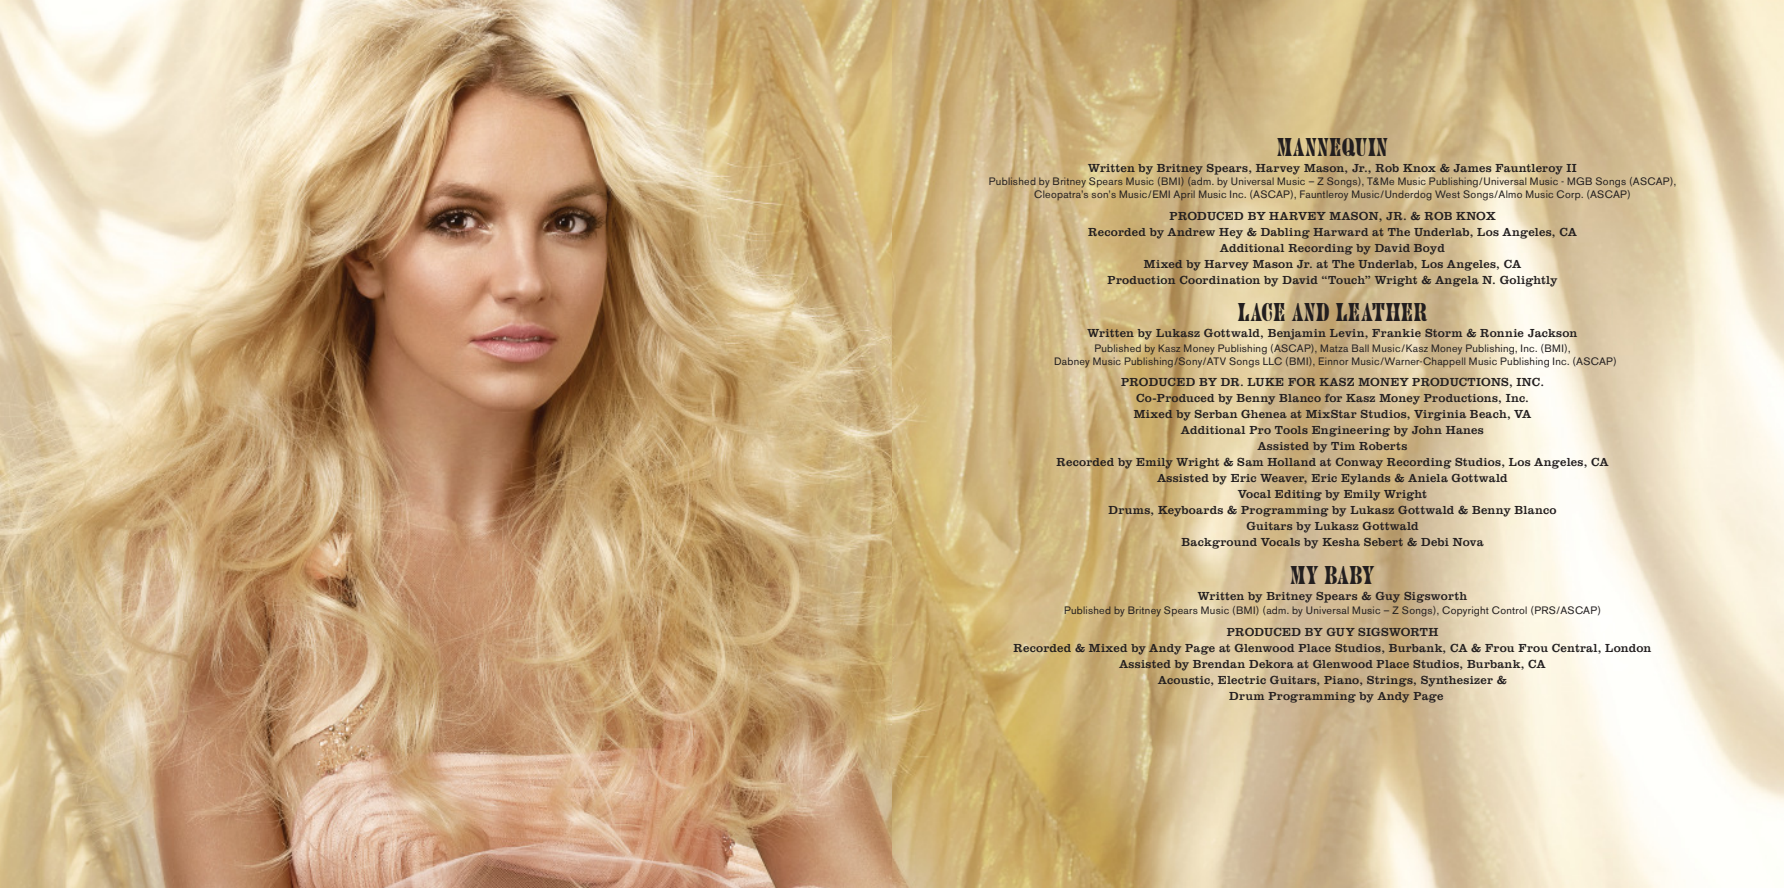 MANNEQUIN
Written by Britney Spears, Harvey Mason, Jr., Rob Knox & James Fauntleroy II
Published by Britney Spears Music (BMI) (adm. by Universal Music – Z Songs), T&Me Music Publishing/Universal Music - MGB Songs (ASCAP),
Cleopatra's son's Music/EMI April Music Inc. (ASCAP), Fauntleroy Music/Underdog West Songs/Almo Music Corp. (ASCAP)
PRODUCED BY HARVEY MASON, JR. & ROB KNOX
Recorded by Andrew Hey & Dabling Harward at The Underlab, Los Angeles, CA
Additional Recording by David Boyd
Mixed by Harvey Mason Jr. at The Underlab, Los Angeles, CA
Production Coordination by David “Touch” Wright & Angela N. Golightly
LACE AND LEATHER
Written by Lukasz Gottwald, Benjamin Levin, Frankie Storm & Ronnie Jackson
Published by Kasz Money Publishing (ASCAP), Matza Ball Music/Kasz Money Publishing, Inc. (BMI),
Dabney Music Publishing/Sony/ATV Songs LLC (BMI), Einnor Music/Warner-Chappell Music Publishing Inc. (ASCAP)
PRODUCED BY DR. LUKE FOR KASZ MONEY PRODUCTIONS, INC.
Co-Produced by Benny Blanco for Kasz Money Productions, Inc.
Mixed by Serban Ghenea at MixStar Studios, Virginia Beach, VA
Additional Pro Tools Engineering by John Hanes
Assisted by Tim Roberts
Recorded by Emily Wright & Sam Holland at Conway Recording Studios, Los Angeles, CA
Assisted by Eric Weaver, Eric Eylands & Aniela Gottwald
Vocal Editing by Emily Wright
Drums, Keyboards & Programming by Lukasz Gottwald & Benny Blanco
Guitars by Lukasz Gottwald
Background Vocals by Kesha Sebert & Debi Nova
MY BABY
Written by Britney Spears & Guy Sigsworth
Published by Britney Spears Music (BMI) (adm. by Universal Music – Z Songs), Copyright Control (PRS/ASCAP)
PRODUCED BY GUY SIGSWORTH
Recorded & Mixed by Andy Page at Glenwood Place Studios, Burbank, CA & Frou Frou Central, London
Assisted by Brendan Dekora at Glenwood Place Studios, Burbank, CA
Acoustic, Electric Guitars, Piano, Strings, Synthesizer &
Drum Programming by Andy Page